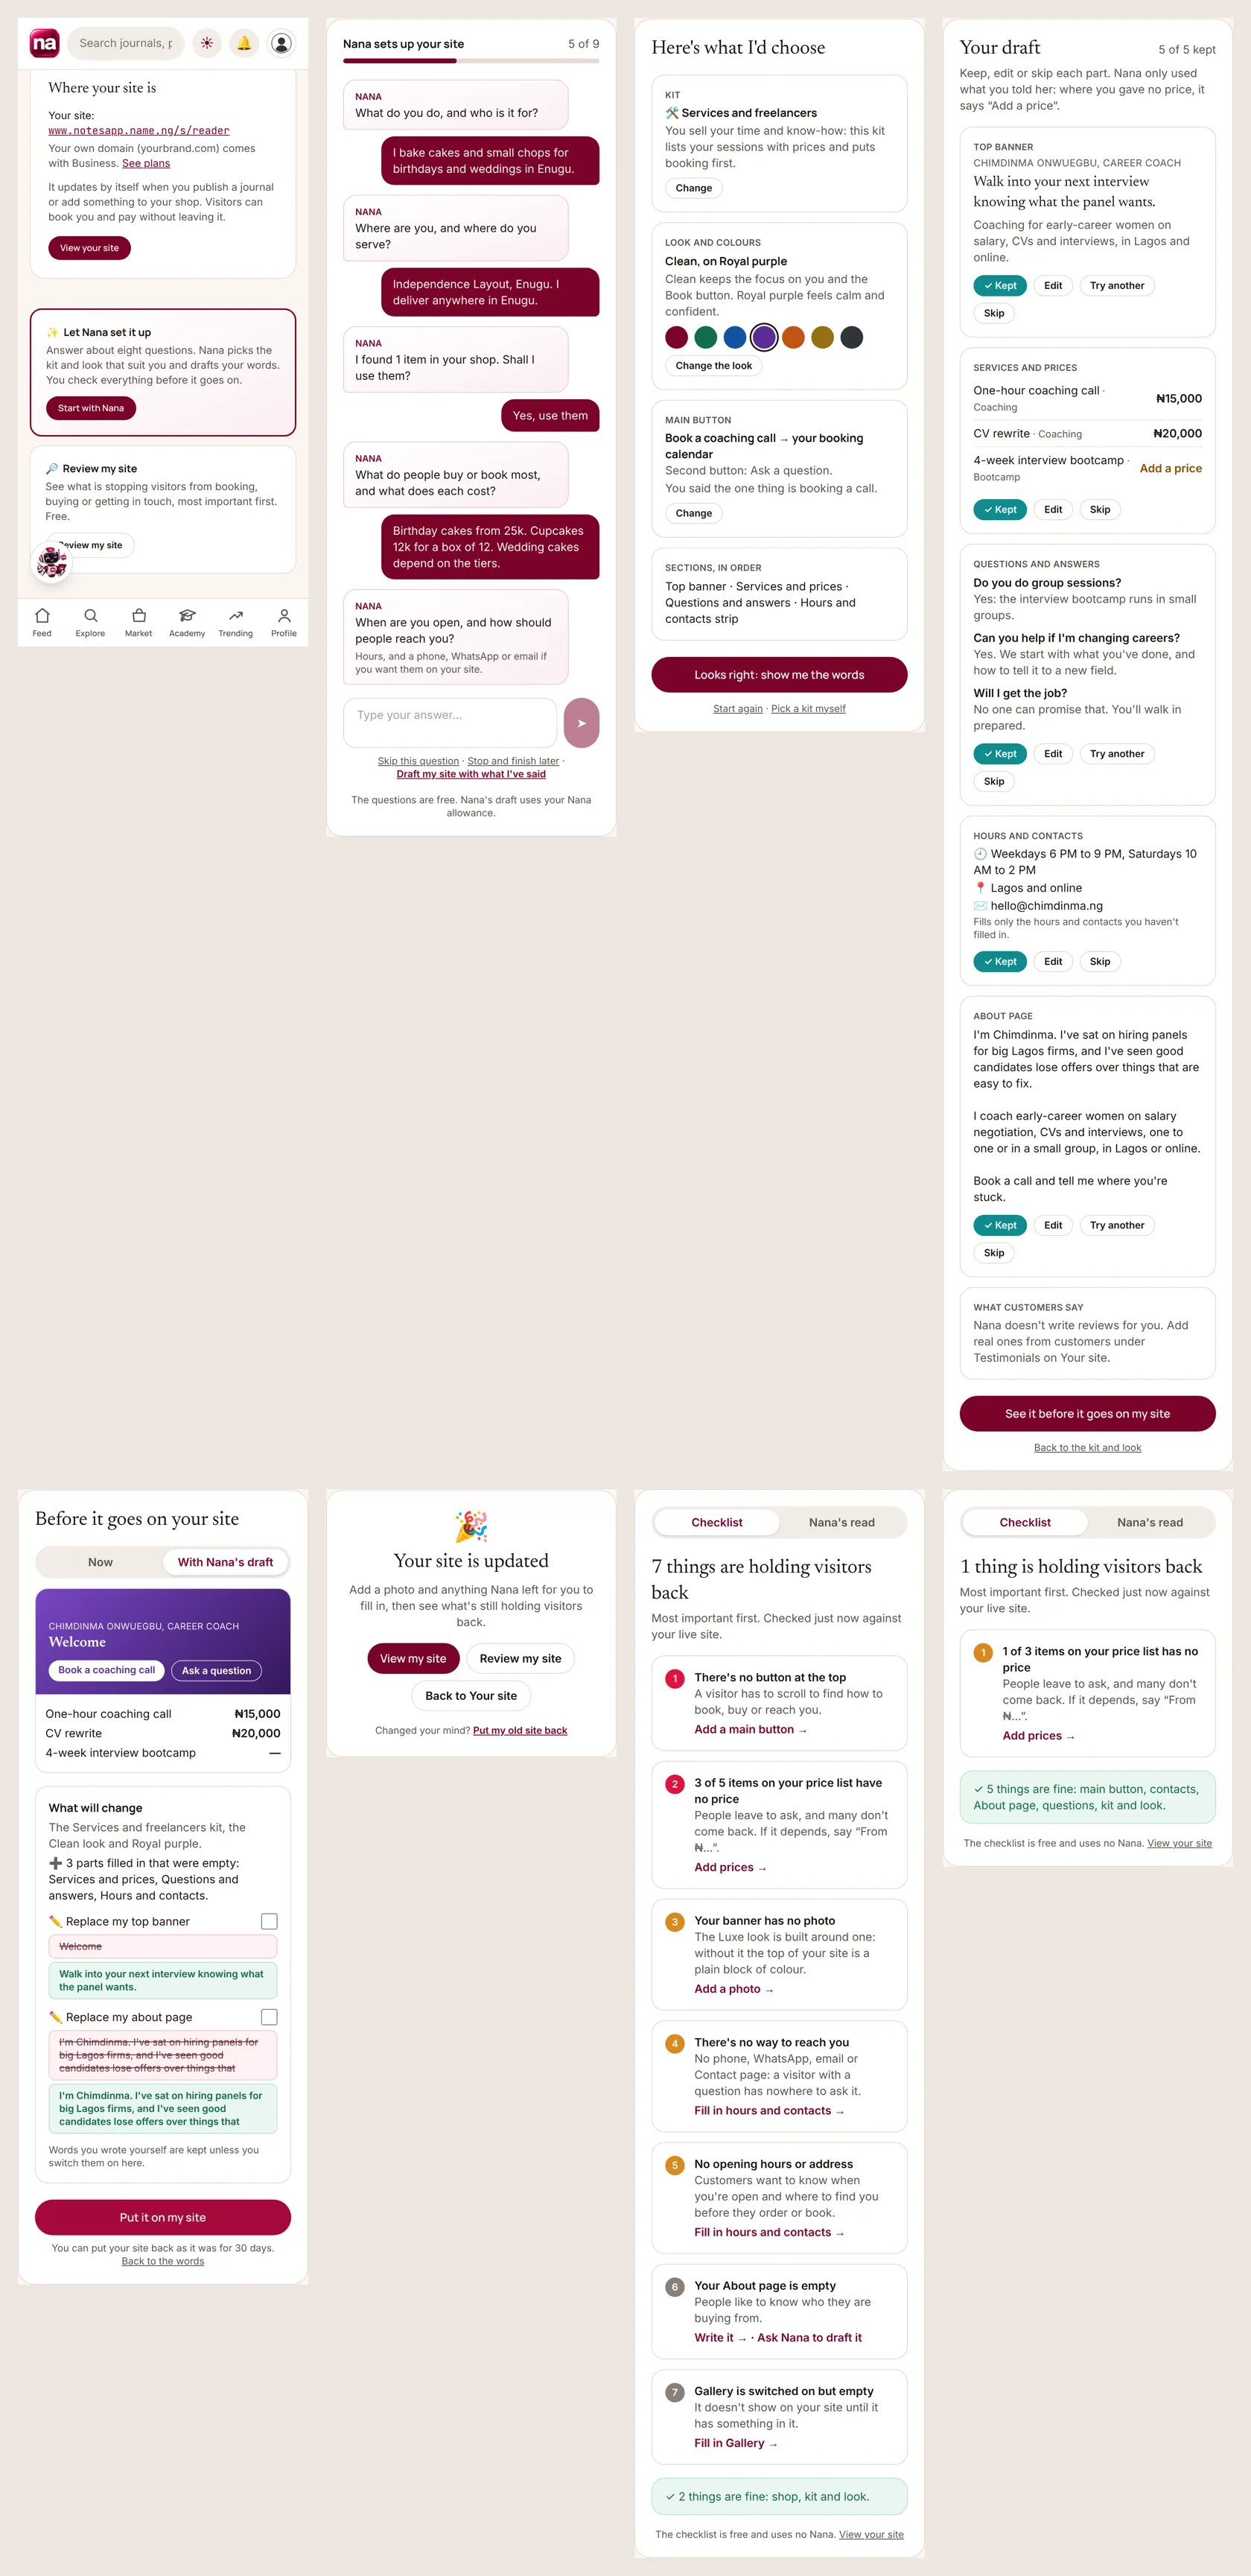 na
Search journals, p
Where your site is
Your site:
www.notesapp.name.ng/s/reader
Your own domain (yourbrand.com) comes
with Business. See plans
It updates by itself when you publish a journal
or add something to your shop. Visitors can
book you and pay without leaving it.
View your site
✨ Let Nana set it up
Answer about eight questions. Nana picks the
kit and look that suit you and drafts your words.
You check everything before it goes on.
Start with Nana
🔎 Review my site
See what is stopping visitors from booking,
buying or getting in touch, most important first.
Free.
Review my site
Feed
Explore
Market
Academy
Trending
Profile
Nana sets up your site
5 of 9
NANA
What do you do, and who is it for?
I bake cakes and small chops for
birthdays and weddings in Enugu.
NANA
Where are you, and where do you
serve?
Independence Layout, Enugu. I
deliver anywhere in Enugu.
NANA
I found 1 item in your shop. Shall I
use them?
Yes, use them
NANA
What do people buy or book most,
and what does each cost?
Birthday cakes from 25k. Cupcakes
12k for a box of 12. Wedding cakes
depend on the tiers.
NANA
When are you open, and how should
people reach you?
Hours, and a phone, WhatsApp or email if
you want them on your site.
Type your answer...
Skip this question · Stop and finish later ·
Draft my site with what I've said
The questions are free. Nana's draft uses your Nana
allowance.
Here's what I'd choose
KIT
🛠️ Services and freelancers
You sell your time and know-how: this kit
lists your sessions with prices and puts
booking first.
Change
LOOK AND COLOURS
Clean, on Royal purple
Clean keeps the focus on you and the
Book button. Royal purple feels calm and
confident.
Change the look
MAIN BUTTON
Book a coaching call → your booking
calendar
Second button: Ask a question.
You said the one thing is booking a call.
Change
SECTIONS, IN ORDER
Top banner · Services and prices ·
Questions and answers · Hours and
contacts strip
Looks right: show me the words
Start again · Pick a kit myself
Your draft
5 of 5 kept
Keep, edit or skip each part. Nana only used
what you told her: where you gave no price, it
says “Add a price”.
TOP BANNER
CHIMDINMA ONWUEGBU, CAREER COACH
Walk into your next interview
knowing what the panel wants.
Coaching for early-career women on
salary, CVs and interviews, in Lagos and
online.
✓ Kept
Edit
Try another
Skip
SERVICES AND PRICES
One-hour coaching call ·
Coaching
₦15,000
CV rewrite · Coaching
₦20,000
4-week interview bootcamp ·
Bootcamp
Add a price
✓ Kept
Edit
Skip
QUESTIONS AND ANSWERS
Do you do group sessions?
Yes: the interview bootcamp runs in small
groups.
Can you help if I'm changing careers?
Yes. We start with what you've done, and
how to tell it to a new field.
Will I get the job?
No one can promise that. You'll walk in
prepared.
✓ Kept
Edit
Try another
Skip
HOURS AND CONTACTS
🕘 Weekdays 6 PM to 9 PM, Saturdays 10
AM to 2 PM
📍 Lagos and online
✉️ hello@chimdinma.ng
Fills only the hours and contacts you haven't
filled in.
✓ Kept
Edit
Skip
ABOUT PAGE
I'm Chimdinma. I've sat on hiring panels
for big Lagos firms, and I've seen good
candidates lose offers over things that are
easy to fix.
I coach early-career women on salary
negotiation, CVs and interviews, one to
one or in a small group, in Lagos or online.
Book a call and tell me where you're
stuck.
✓ Kept
Edit
Try another
Skip
WHAT CUSTOMERS SAY
Nana doesn't write reviews for you. Add
real ones from customers under
Testimonials on Your site.
See it before it goes on my site
Back to the kit and look
Before it goes on your site
Now
With Nana's draft
CHIMDINMA ONWUEGBU, CAREER COACH
Welcome
Book a coaching call
Ask a question
One-hour coaching call
₦15,000
CV rewrite
₦20,000
4-week interview bootcamp
—
What will change
The Services and freelancers kit, the
Clean look and Royal purple.
➕ 3 parts filled in that were empty:
Services and prices, Questions and
answers, Hours and contacts.
✏️ Replace my top banner
Welcome
Walk into your next interview knowing what
the panel wants.
✏️ Replace my about page
I'm Chimdinma. I've sat on hiring panels for
big Lagos firms, and I've seen good
candidates lose offers over things that
I'm Chimdinma. I've sat on hiring panels for
big Lagos firms, and I've seen good
candidates lose offers over things that
Words you wrote yourself are kept unless you
switch them on here.
Put it on my site
You can put your site back as it was for 30 days.
Back to the words
🎉
Your site is updated
Add a photo and anything Nana left for you to
fill in, then see what's still holding visitors
back.
View my site
Review my site
Back to Your site
Changed your mind? Put my old site back
Checklist
Nana's read
7 things are holding visitors
back
Most important first. Checked just now against
your live site.
1
There's no button at the top
A visitor has to scroll to find how to
book, buy or reach you.
Add a main button →
2
3 of 5 items on your price list have
no price
People leave to ask, and many don't
come back. If it depends, say “From
₦…”.
Add prices →
3
Your banner has no photo
The Luxe look is built around one:
without it the top of your site is a
plain block of colour.
Add a photo →
4
There's no way to reach you
No phone, WhatsApp, email or
Contact page: a visitor with a
question has nowhere to ask it.
Fill in hours and contacts →
5
No opening hours or address
Customers want to know when
you're open and where to find you
before they order or book.
Fill in hours and contacts →
6
Your About page is empty
People like to know who they are
buying from.
Write it → · Ask Nana to draft it
7
Gallery is switched on but empty
It doesn't show on your site until it
has something in it.
Fill in Gallery →
✓ 2 things are fine: shop, kit and look.
The checklist is free and uses no Nana. View your site
Checklist
Nana's read
1 thing is holding visitors back
Most important first. Checked just now against
your live site.
1
1 of 3 items on your price list has no
price
People leave to ask, and many don't
come back. If it depends, say “From
₦…”.
Add prices →
✓ 5 things are fine: main button, contacts,
About page, questions, kit and look.
The checklist is free and uses no Nana. View your site